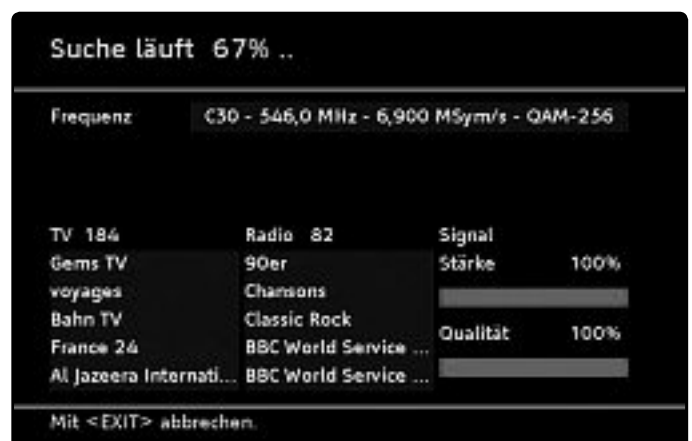 Suche läuft 67% ..
Frequenz C30 - 546,0 MHz - 6,900 MSym/s - QAM-256
TV 184 Radio 82 Signal
Gems TV 90er Stärke 100%
voyages Chansons
Bahn TV Classic Rock
Qualität 100%
France 24 BBC World Service ...
Al Jazeera Internati... BBC World Service ...
Mit <EXIT> abbrechen.